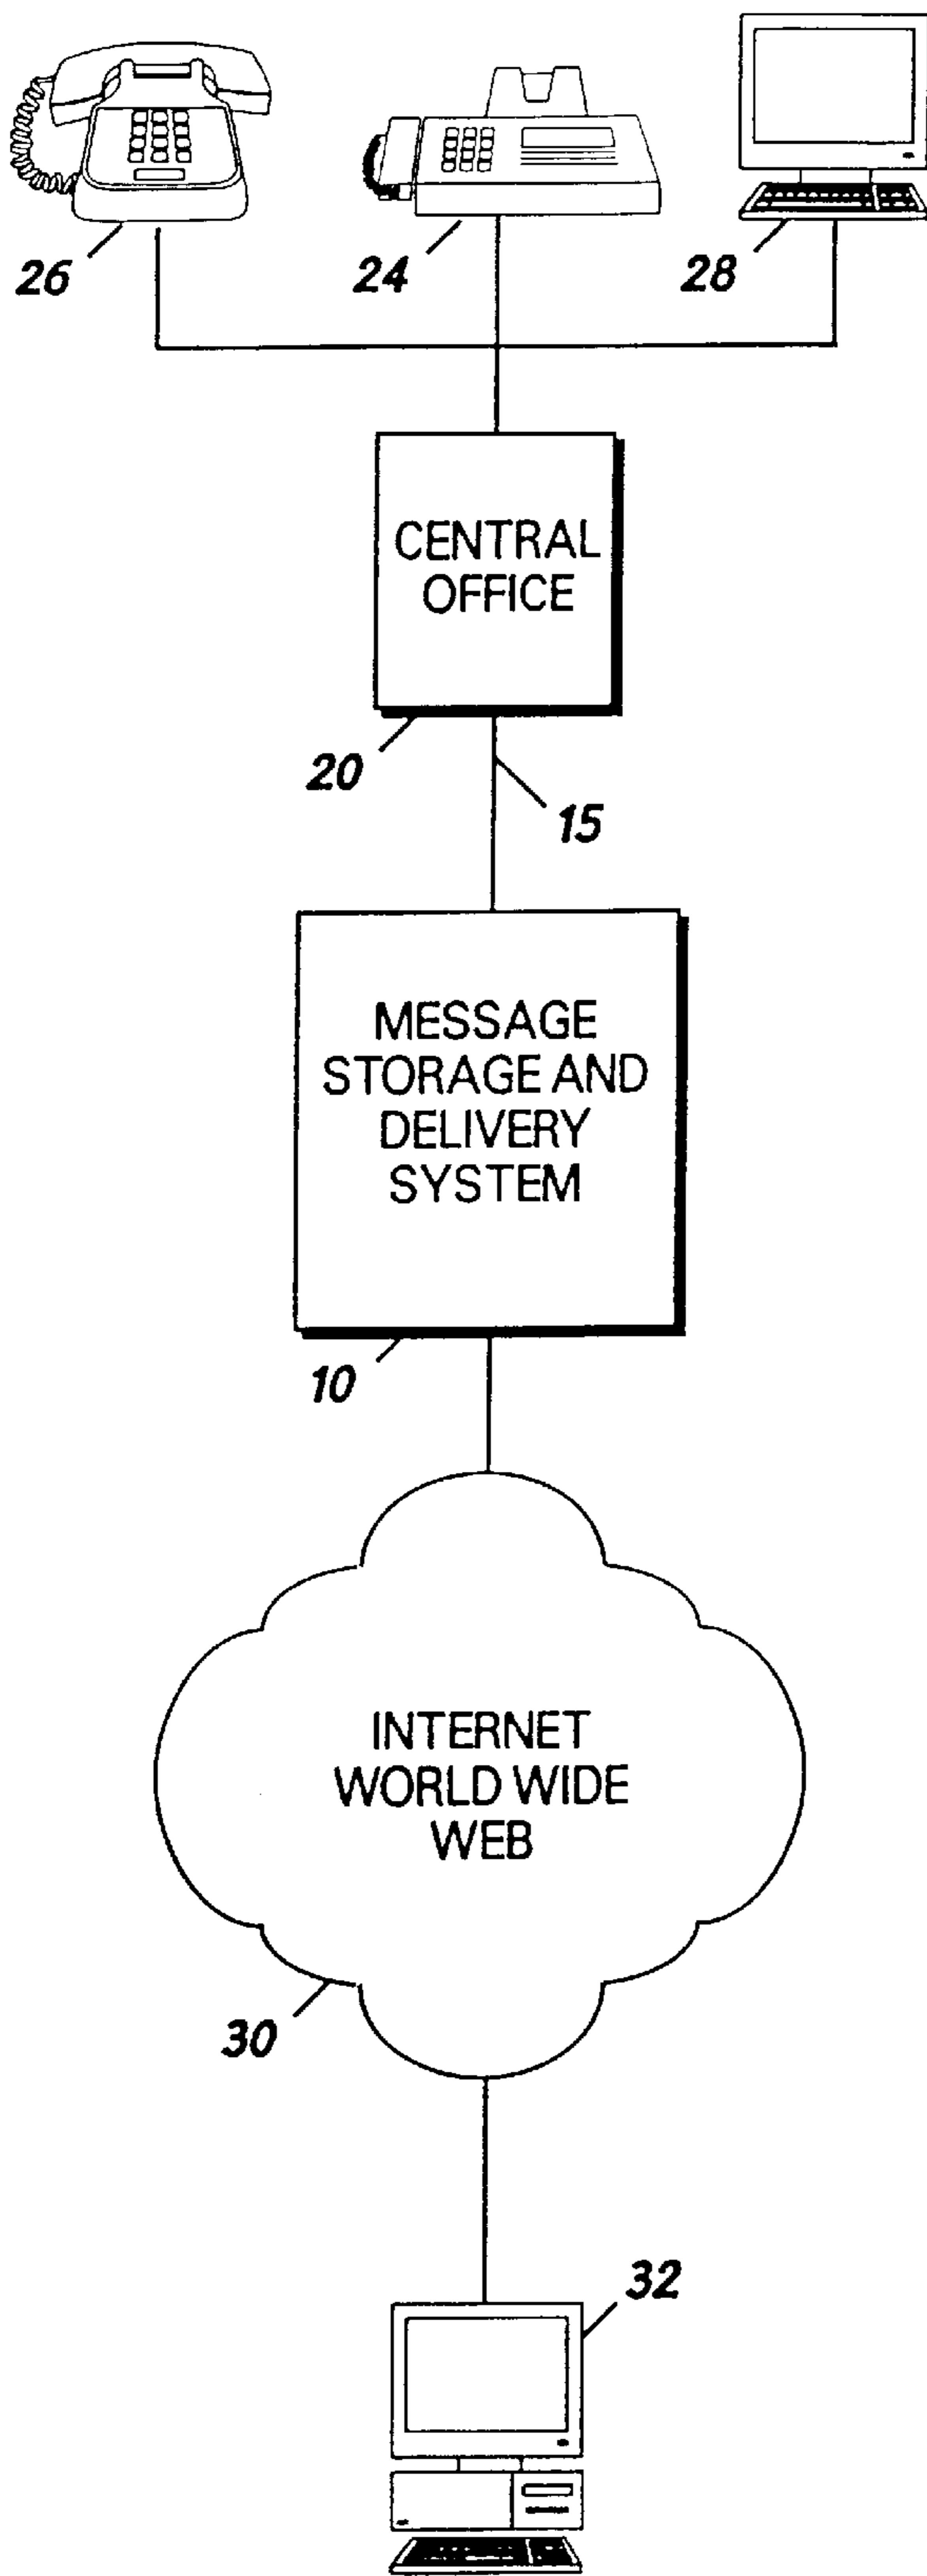 26
24
28
CENTRAL
OFFICE
20
15
MESSAGE
STORAGE AND
DELIVERY
SYSTEM
10
INTERNET
WORLD WIDE
WEB
30
32